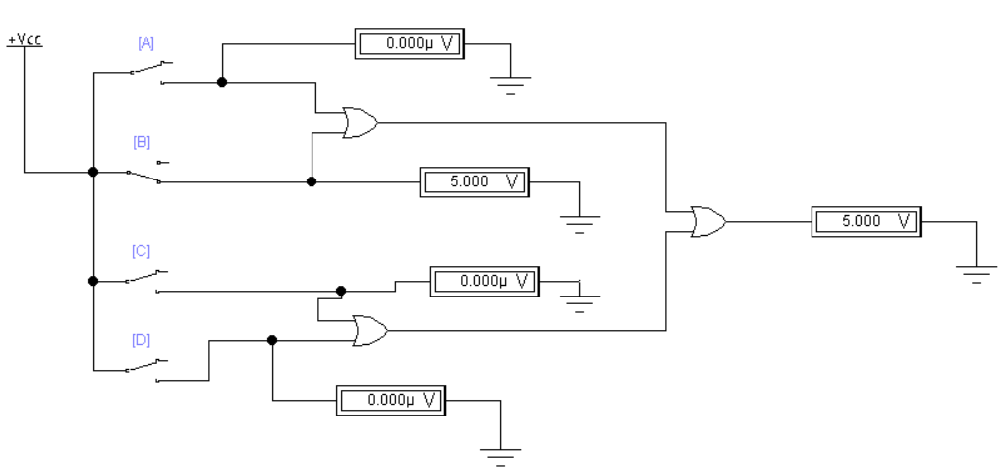 +Vcc
[A]
0.000µ V
[B]
5.000 V
5.000 V
[C]
0.000µ V
[D]
0.000µ V